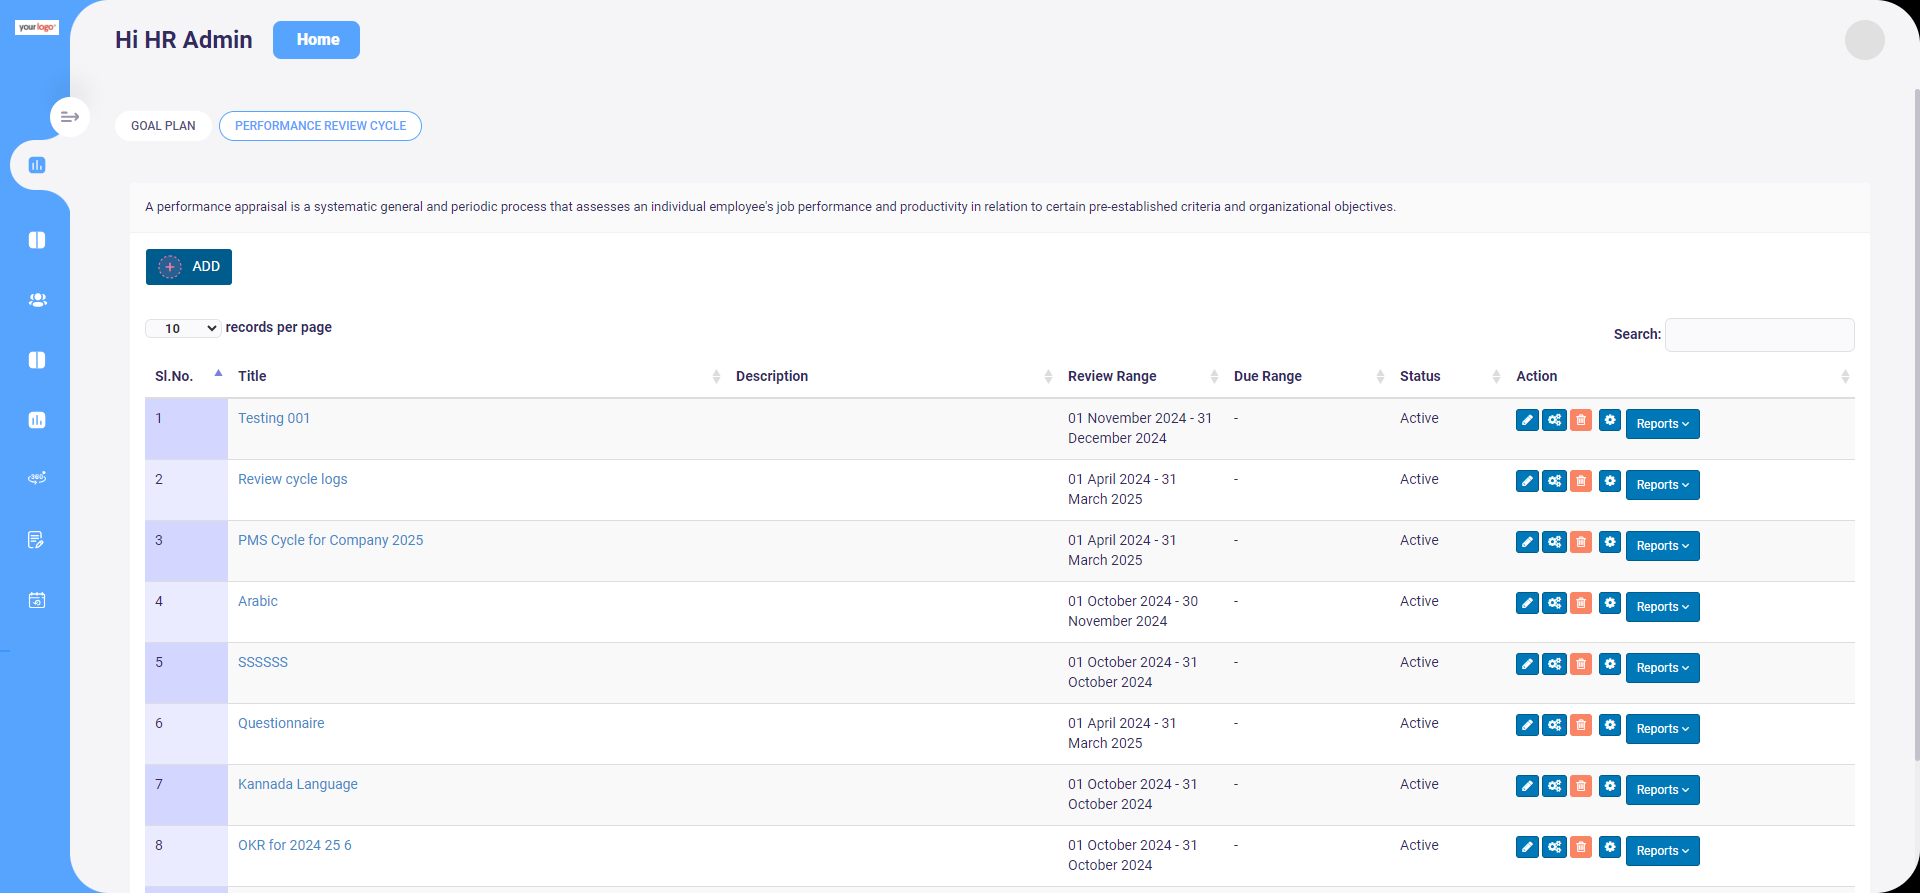 yourlogo
Hi HR Admin
Home
GOAL PLAN
PERFORMANCE REVIEW CYCLE
A performance appraisal is a systematic general and periodic process that assesses an individual employee's job performance and productivity in relation to certain pre-established criteria and organizational objectives.
ADD
10 records per page
Search:
Sl.No. Title Description Review Range Due Range Status Action
1 Testing 001 01 November 2024 - 31 - Active Reports
December 2024
2 Review cycle logs 01 April 2024 - 31 - Active Reports
March 2025
3 PMS Cycle for Company 2025 01 April 2024 - 31 - Active Reports
March 2025
4 Arabic 01 October 2024 - 30 - Active Reports
November 2024
5 SSSSSS 01 October 2024 - 31 - Active Reports
October 2024
6 Questionnaire 01 April 2024 - 31 - Active Reports
March 2025
7 Kannada Language 01 October 2024 - 31 - Active Reports
October 2024
8 OKR for 2024 25 6 01 October 2024 - 31 - Active Reports
October 2024
360